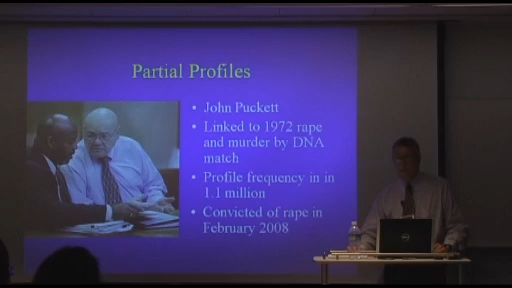 Partial Profiles
• John Puckett
• Linked to 1972 rape
and murder by DNA
match
• Profile frequency in in
1.1 million
• Convicted of rape in
February 2008
DELL